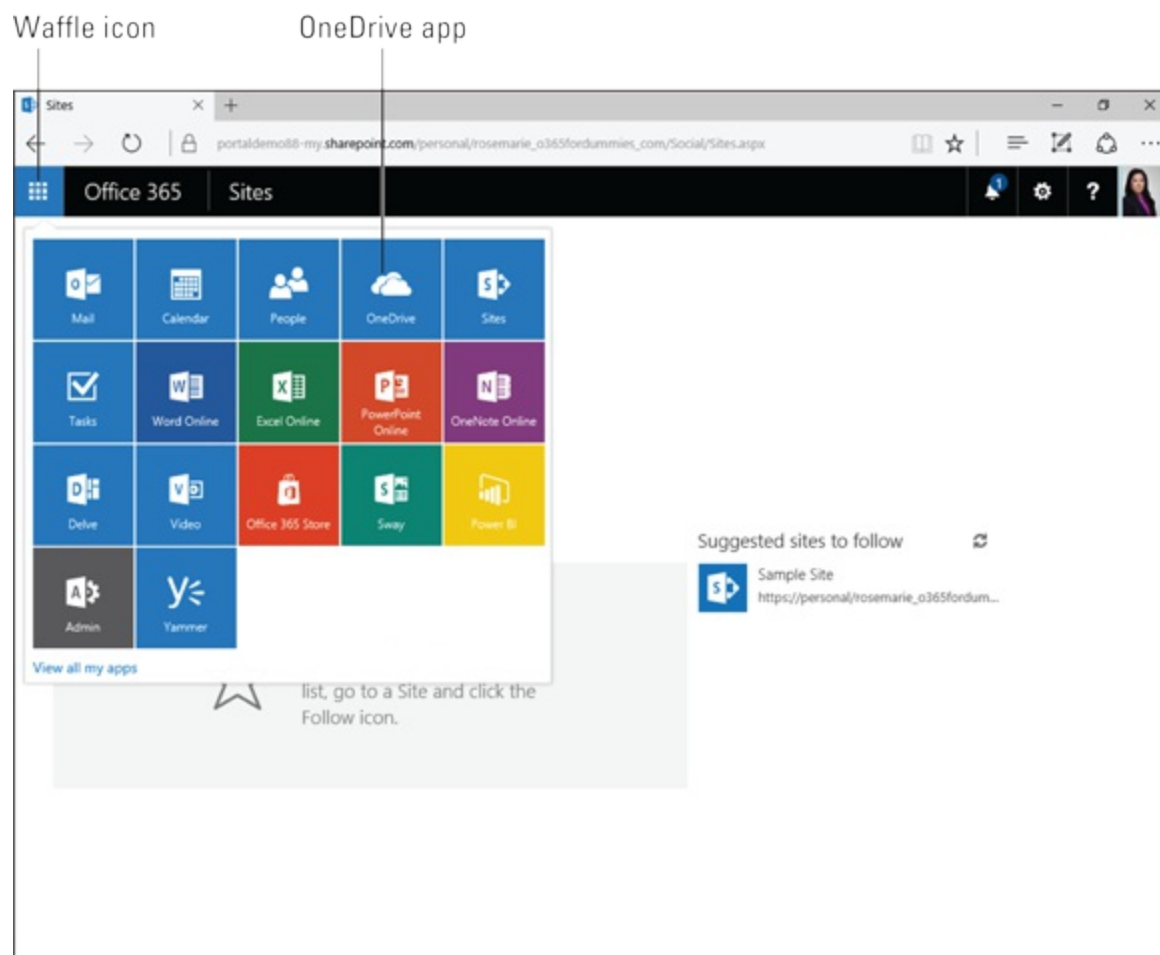 Waffle icon
OneDrive app
Sites
portaldemo88-my.sharepoint.com/personal/rosemarie_o365fordummies_com/Social/Sites.aspx
Office 365
Sites
1
?
Mail
Calendar
People
OneDrive
Sites
Tasks
Word Online
Excel Online
PowerPoint
Online
OneNote Online
Delve
Video
Office 365 Store
Sway
Power BI
Admin
Yammer
View all my apps
list, go to a Site and click the
Follow icon.
Suggested sites to follow
Sample Site
https://personal/rosemarie_o365fordum...